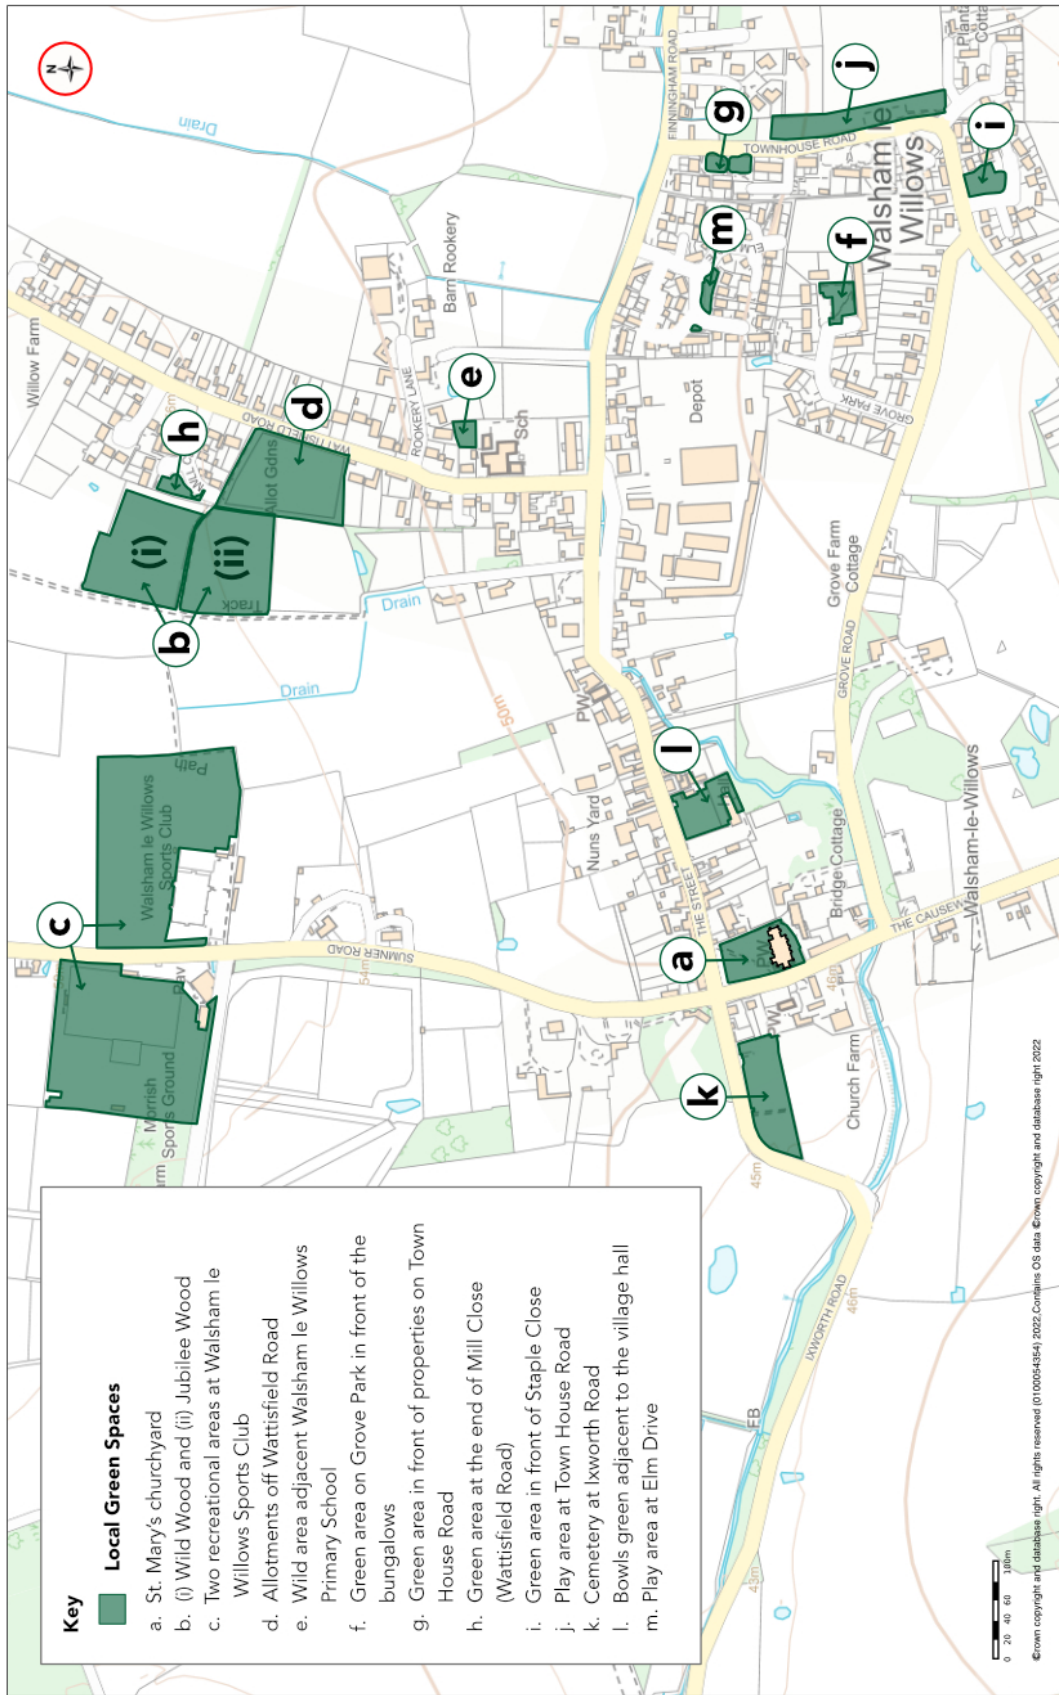 Key
Local Green Spaces
a. St. Mary's churchyard
b. (i) Wild Wood and (ii) Jubilee Wood
c. Two recreational areas at Walsham le
Willows Sports Club
d. Allotments off Wattisfield Road
e. Wild area adjacent Walsham le Willows
Primary School
f. Green area on Grove Park in front of the
bungalows
g. Green area in front of properties on Town
House Road
h. Green area at the end of Mill Close
(Wattisfield Road)
i. Green area in front of Staple Close
j. Play area at Town House Road
k. Cemetery at Ixworth Road
l. Bowls green adjacent to the village hall
m. Play area at Elm Drive
N
c
b
(i)
(ii)
h
d
e
g
j
i
m
f
l
a
k
Morrish
Sports Ground
Pav
Walsham le Willows
Sports Club
Path
Track
Allot Gdns
WATTISFIELD ROAD
Willow Farm
Drain
Drain
Drain
Barn Rookery
ROOKERY LANE
Sch
FINNINGHAM ROAD
TOWNHOUSE ROAD
Walsham le
Willows
ELM
Depot
GROVE PARK
Grove Farm
Cottage
GROVE ROAD
SUMNER ROAD
54m
50m
PW
Nuns Yard
THE STREET
Hall
PW
46m
Bridge Cottage
THE CAUSEW
Walsham-le-Willows
PW
Church Farm
45m
46m
IXWORTH ROAD
FB
43m
0 20 40 60 100m
©rown copyright and database right. All rights reserved (0100054354) 2022,Contains OS data ©rown copyright and database right 2022